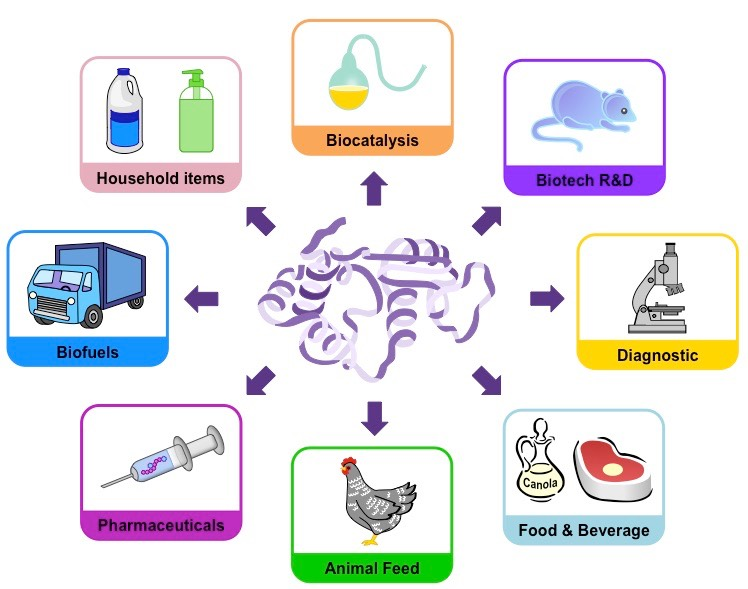 Biocatalysis
Household items
Biotech R&D
Biofuels
Diagnostic
Canola
Pharmaceuticals
Food & Beverage
Animal Feed